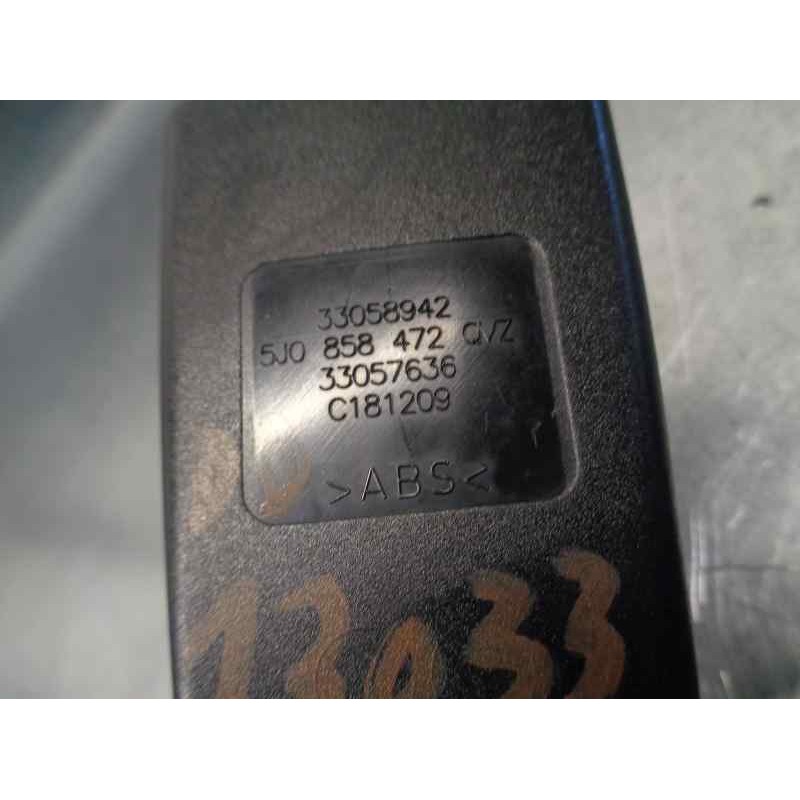 33058942
5J0 858 472 QVZ
33057636
C181209
>ABS<
13033